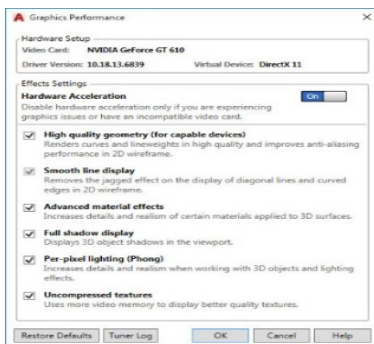 Graphics Performance
Hardware Setup
Video Card: NVIDIA GeForce GT 610
Driver Version: 10.18.13.6839 Virtual Device: DirectX 11
Effects Settings
Hardware Acceleration On
Disable hardware acceleration only if you are experiencing
graphics issues or have an incompatible video card.
High quality geometry (for capable devices)
Renders curves and lineweights in high quality and improves anti-aliasing
performance in 2D wireframe.
Smooth line display
Removes the jagged effect on the display of diagonal lines and curved
edges in 2D wireframe.
Advanced material effects
Increases details and realism of certain materials applied to 3D surfaces.
Full shadow display
Displays 3D object shadows in the viewport.
Per-pixel lighting (Phong)
Increases details and realism when working with 3D objects and lighting
effects.
Uncompressed textures
Uses more video memory to display better quality textures.
Restore Defaults Tuner Log OK Cancel Help